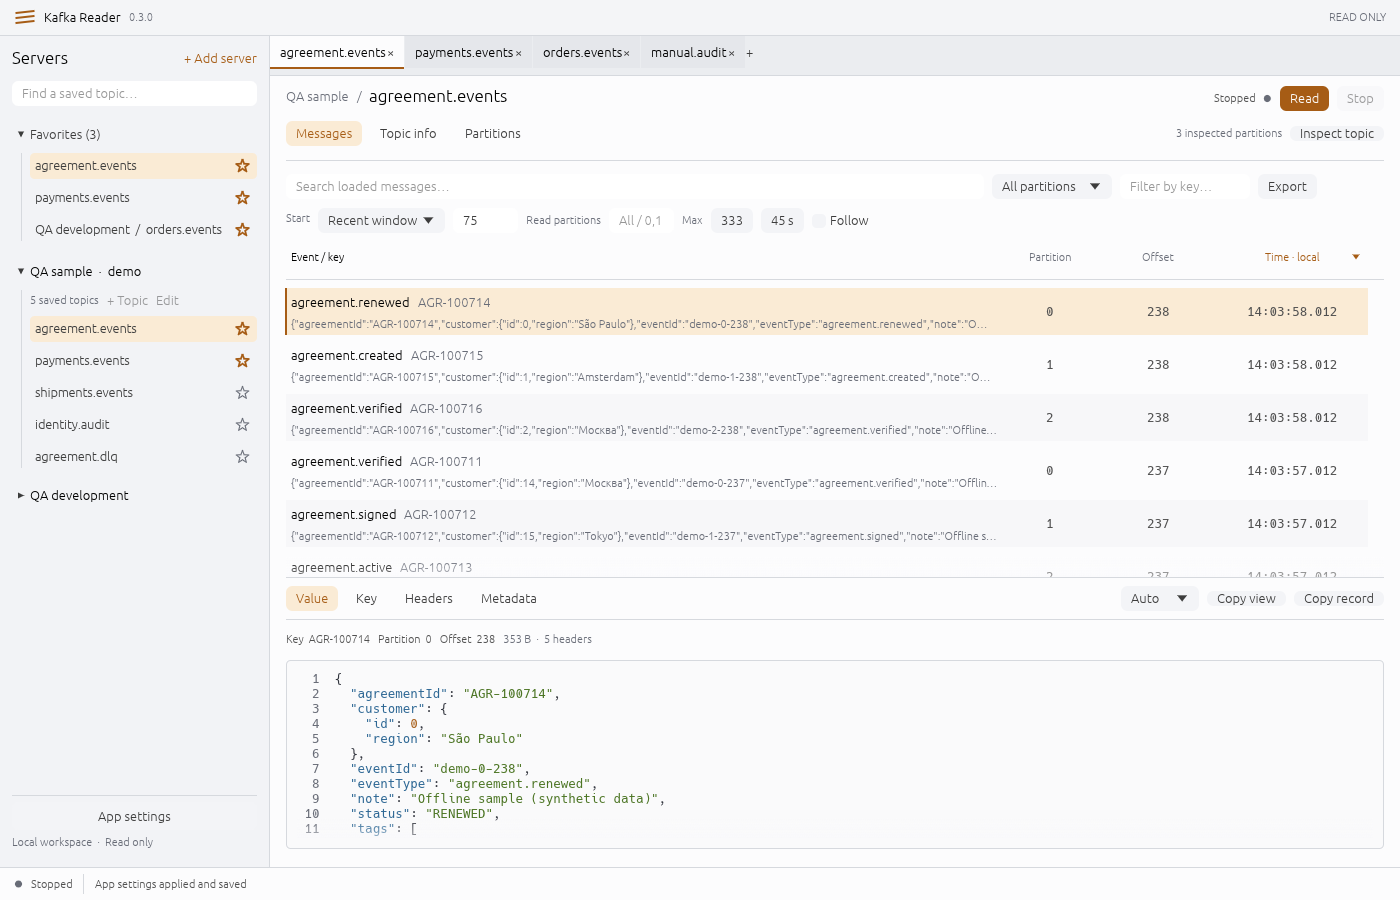 Kafka Reader 0.3.0
READ ONLY
Servers
+ Add server
Find a saved topic…
Favorites (3)
agreement.events
payments.events
QA development / orders.events
QA sample · demo
5 saved topics + Topic Edit
agreement.events
payments.events
shipments.events
identity.audit
agreement.dlq
QA development
App settings
Local workspace · Read only
agreement.events × payments.events × orders.events × manual.audit × +
QA sample / agreement.events
Stopped Read Stop
Messages Topic info Partitions
3 inspected partitions Inspect topic
Search loaded messages… All partitions Filter by key… Export
Start Recent window 75 Read partitions All / 0,1 Max 333 45 s Follow
Event / key Partition Offset Time · local
agreement.renewed AGR-100714 0 238 14:03:58.012
{"agreementId":"AGR-100714","customer":{"id":0,"region":"São Paulo"},"eventId":"demo-0-238","eventType":"agreement.renewed","note":"O…
agreement.created AGR-100715 1 238 14:03:58.012
{"agreementId":"AGR-100715","customer":{"id":1,"region":"Amsterdam"},"eventId":"demo-1-238","eventType":"agreement.created","note":"O…
agreement.verified AGR-100716 2 238 14:03:58.012
{"agreementId":"AGR-100716","customer":{"id":2,"region":"Москва"},"eventId":"demo-2-238","eventType":"agreement.verified","note":"Offline…
agreement.verified AGR-100711 0 237 14:03:57.012
{"agreementId":"AGR-100711","customer":{"id":14,"region":"Москва"},"eventId":"demo-0-237","eventType":"agreement.verified","note":"Offlin…
agreement.signed AGR-100712 1 237 14:03:57.012
{"agreementId":"AGR-100712","customer":{"id":15,"region":"Tokyo"},"eventId":"demo-1-237","eventType":"agreement.signed","note":"Offline s…
agreement.active AGR-100713 2 237 14:03:57.012
Value Key Headers Metadata
Auto Copy view Copy record
Key AGR-100714 Partition 0 Offset 238 353 B · 5 headers
1 {
2 "agreementId": "AGR-100714",
3 "customer": {
4 "id": 0,
5 "region": "São Paulo"
6 },
7 "eventId": "demo-0-238",
8 "eventType": "agreement.renewed",
9 "note": "Offline sample (synthetic data)",
10 "status": "RENEWED",
11 "tags": [
Stopped App settings applied and saved